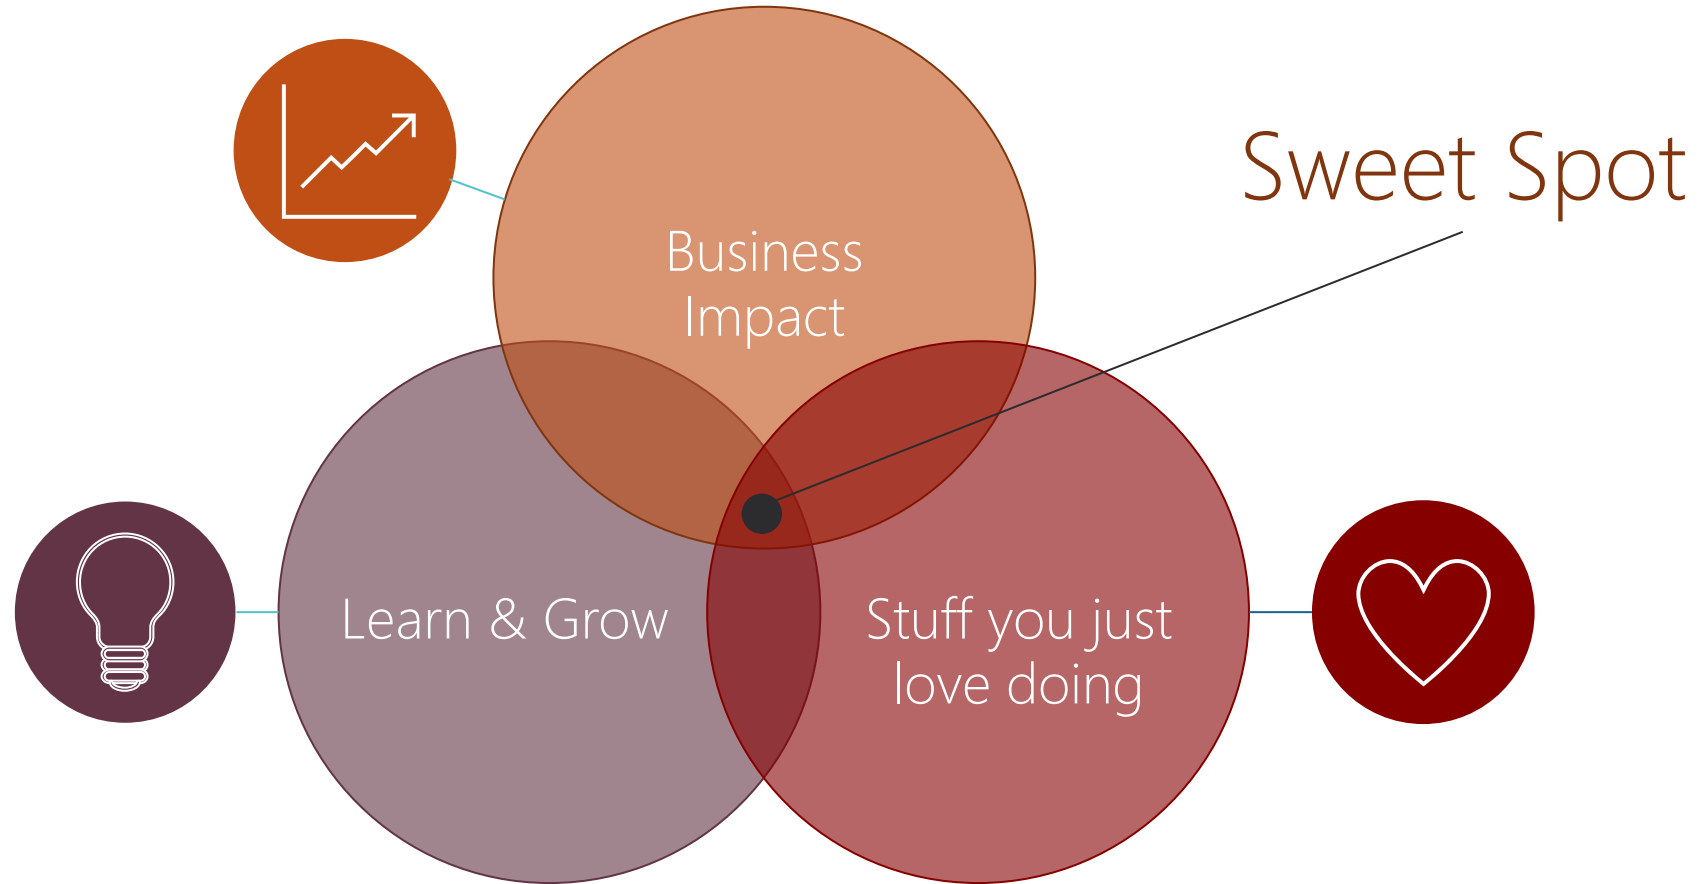 Sweet Spot
Business
Impact
Learn & Grow
Stuff you just
love doing